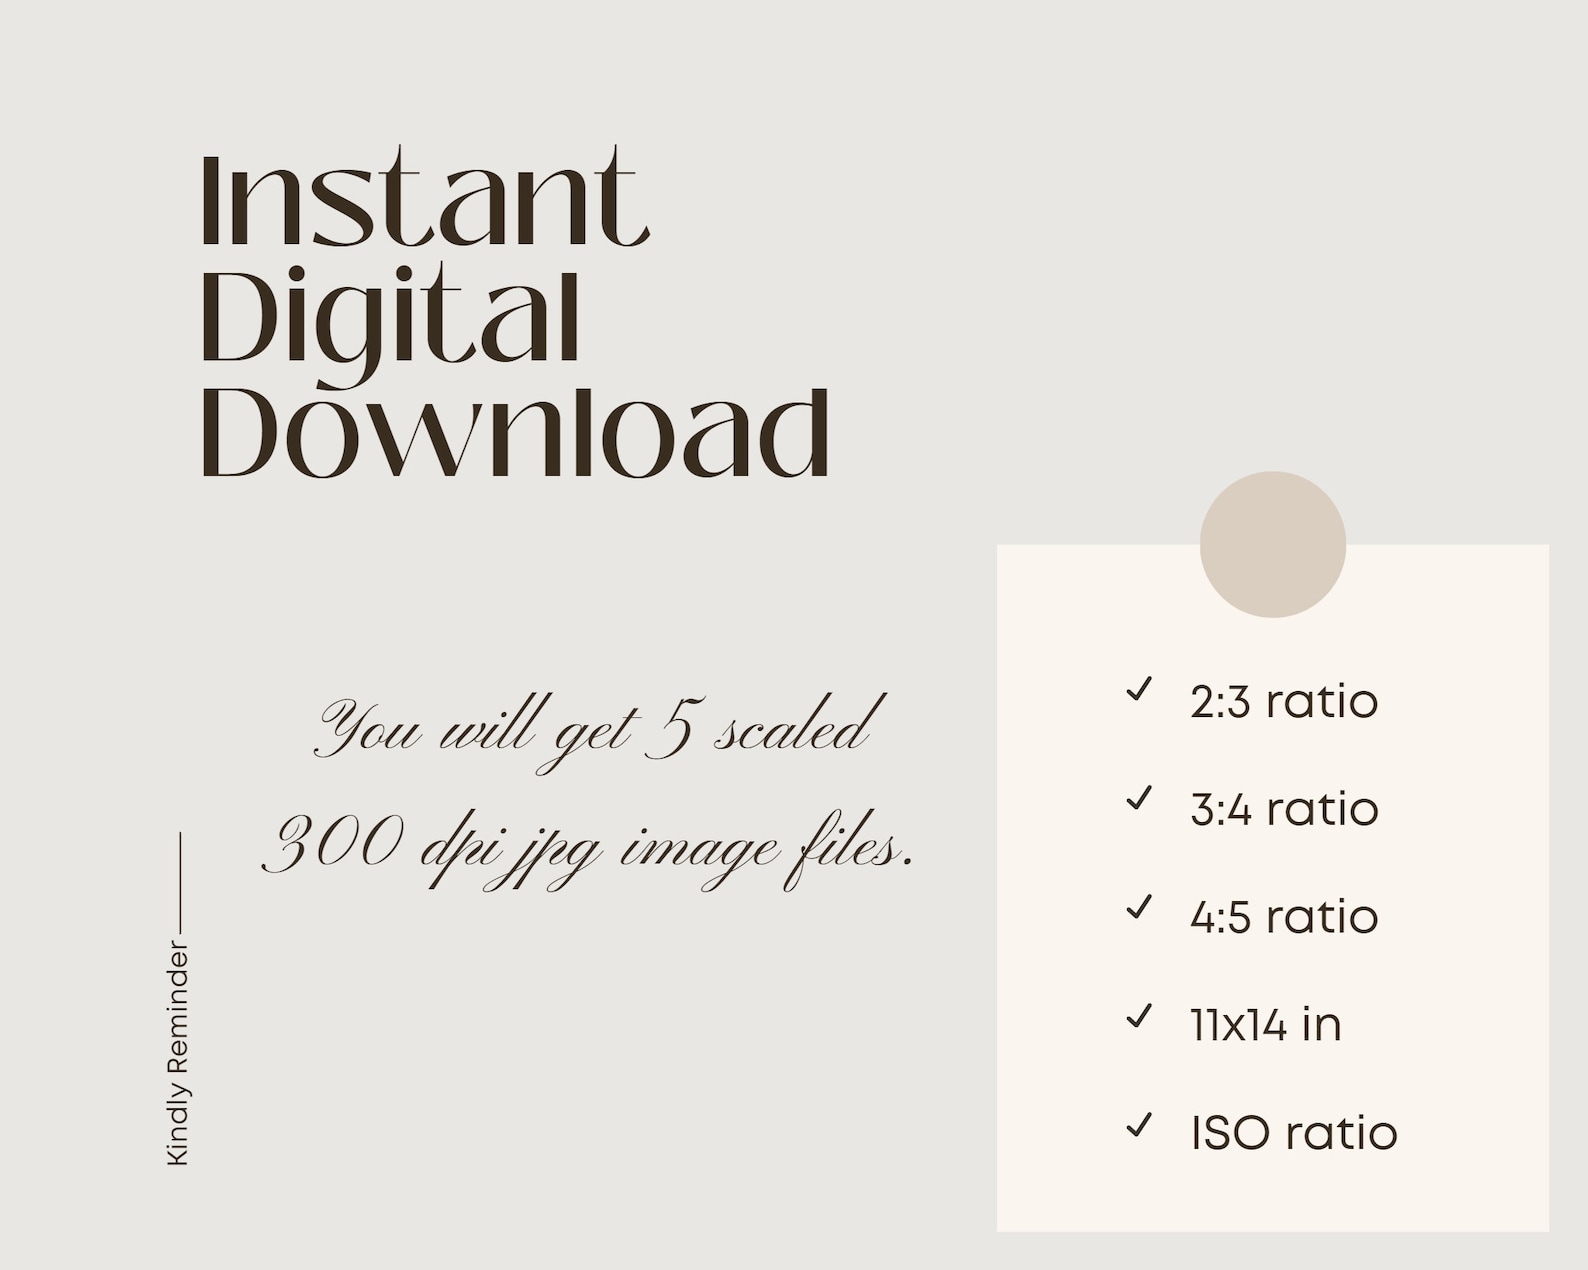 Instant
Digital
Download
You will get 5 scaled
300 dpi jpg image files.
Kindly Reminder
2:3 ratio
3:4 ratio
4:5 ratio
11x14 in
ISO ratio